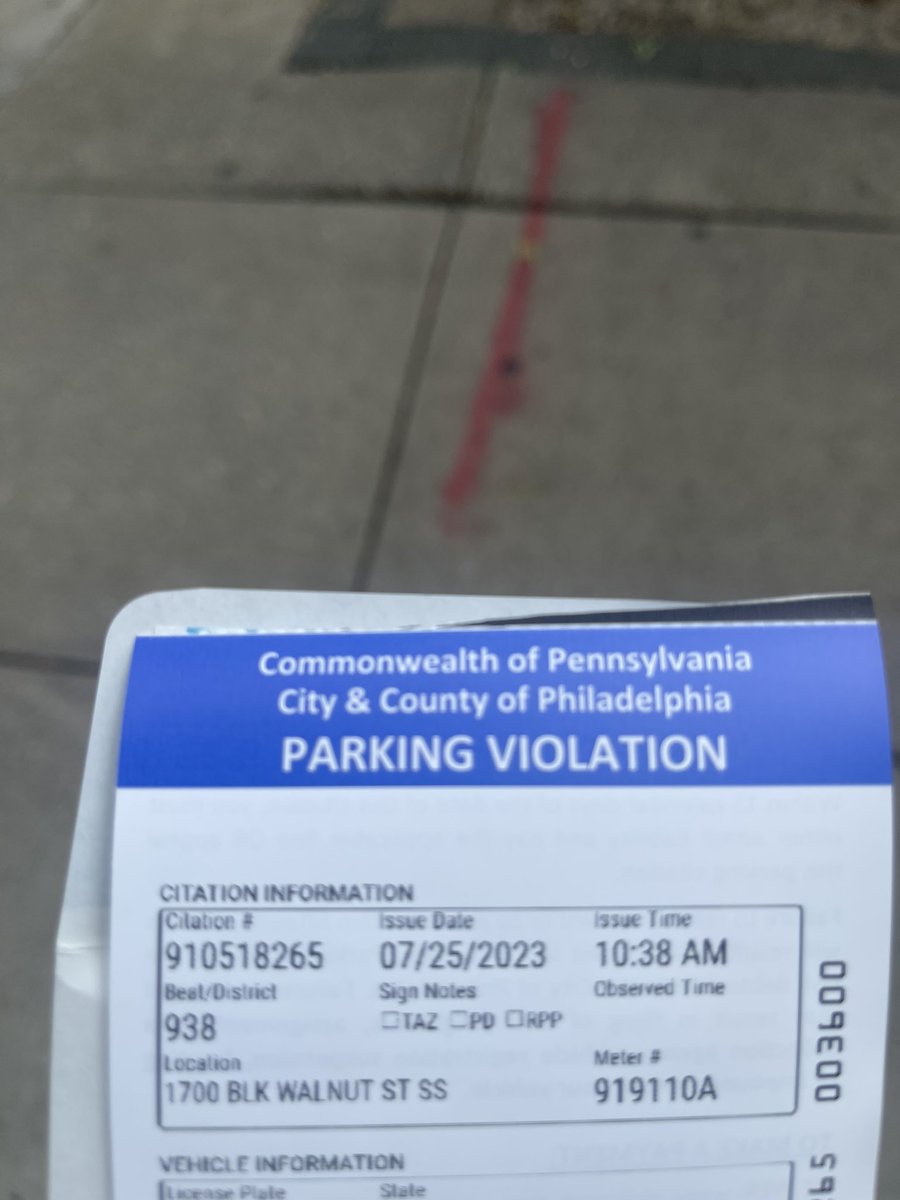 Commonwealth of Pennsylvania
City & County of Philadelphia
PARKING VIOLATION
CITATION INFORMATION
Citation # Issue Date Issue Time
910518265 07/25/2023 10:38 AM
Beat/District Sign Notes Observed Time
938 ☐TAZ ☐PD ☐RPP
Location Meter #
1700 BLK WALNUT ST SS 919110A
003600
VEHICLE INFORMATION
License Plate State
65